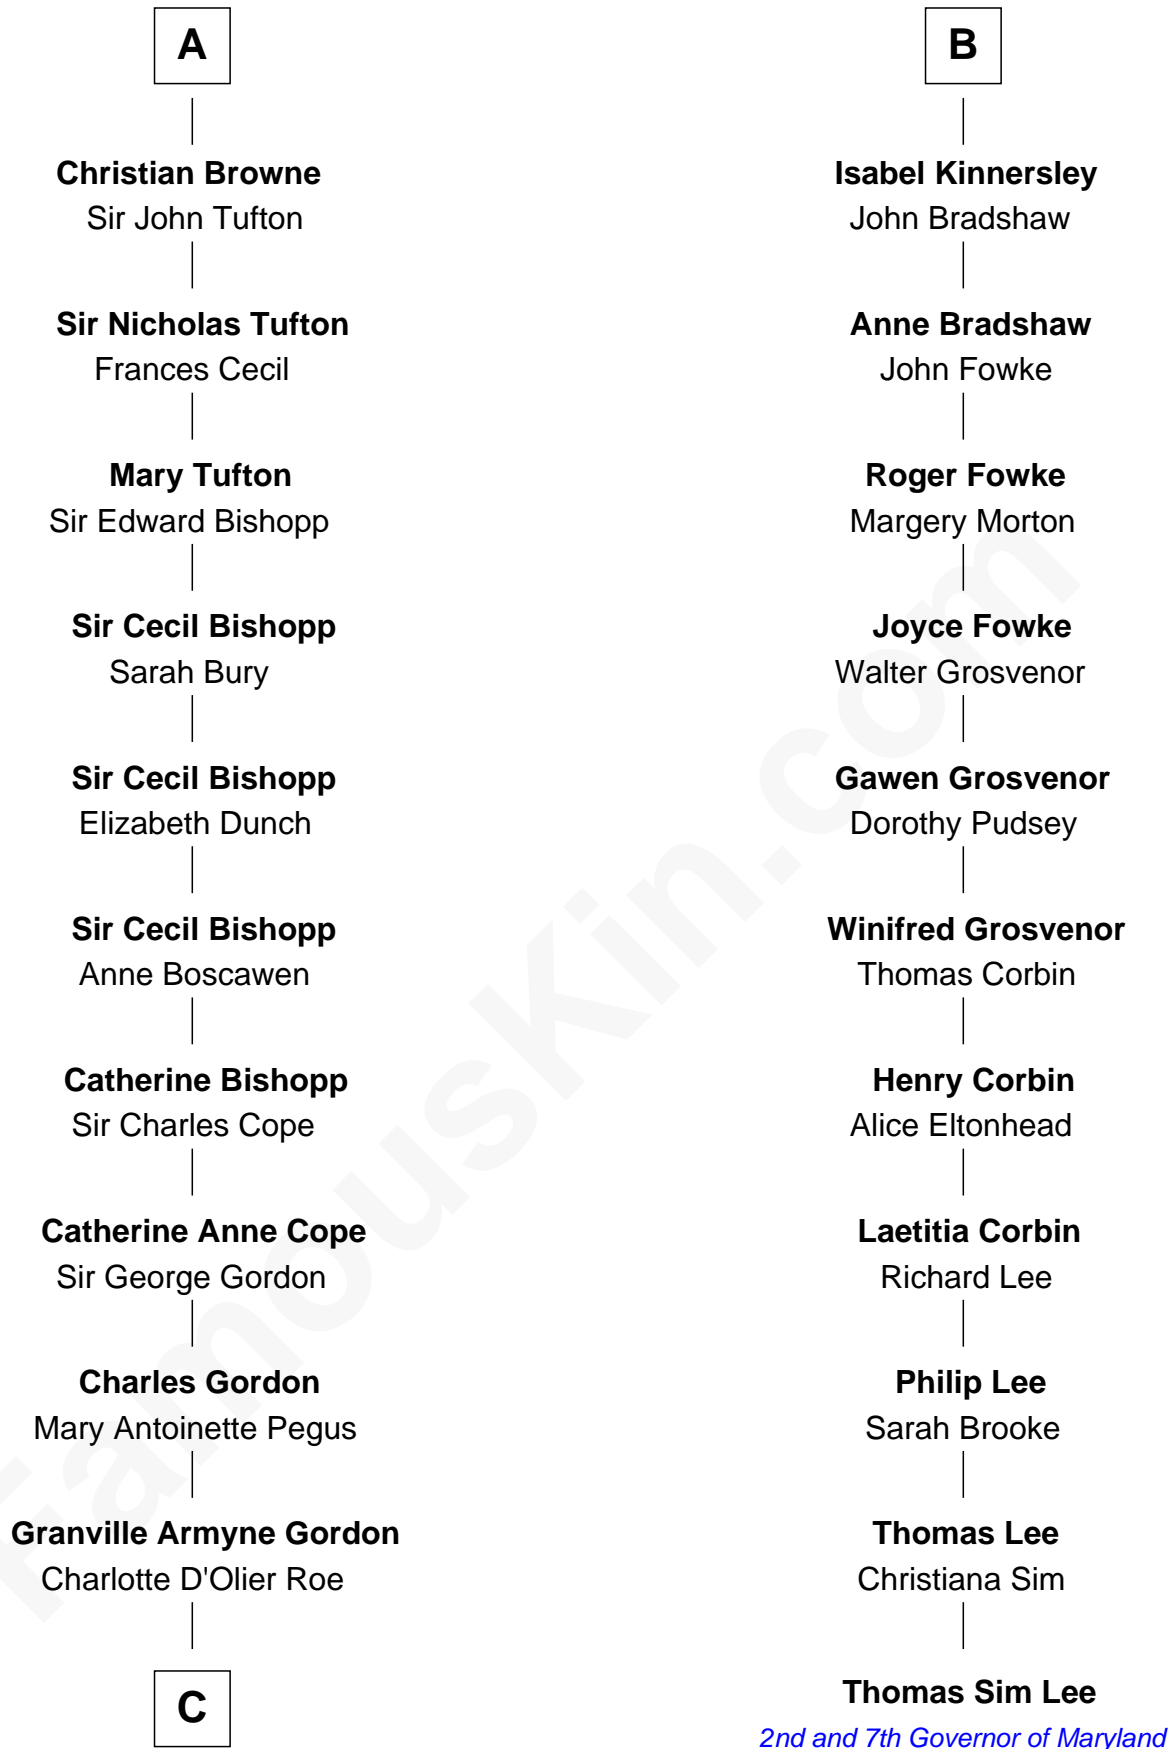 A
Christian Browne
Sir John Tufton
Sir Nicholas Tufton
Frances Cecil
Mary Tufton
Sir Edward Bishopp
Sir Cecil Bishopp
Sarah Bury
Sir Cecil Bishopp
Elizabeth Dunch
Sir Cecil Bishopp
Anne Boscawen
Catherine Bishopp
Sir Charles Cope
Catherine Anne Cope
Sir George Gordon
Charles Gordon
Mary Antoinette Pegus
Granville Armyne Gordon
Charlotte D'Olier Roe
C
B
Isabel Kinnersley
John Bradshaw
Anne Bradshaw
John Fowke
Roger Fowke
Margery Morton
Joyce Fowke
Walter Grosvenor
Gawen Grosvenor
Dorothy Pudsey
Winifred Grosvenor
Thomas Corbin
Henry Corbin
Alice Eltonhead
Laetitia Corbin
Richard Lee
Philip Lee
Sarah Brooke
Thomas Lee
Christiana Sim
Thomas Sim Lee
2nd and 7th Governor of Maryland
FamousKin.com